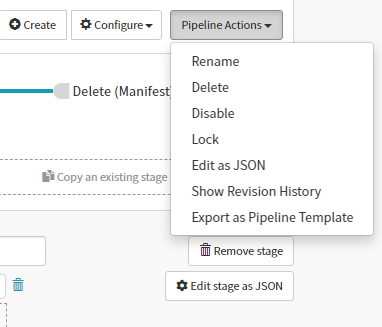 Create
Configure
Pipeline Actions
Rename
Delete
Disable
Lock
Edit as JSON
Show Revision History
Export as Pipeline Template
Delete (Manifest)
Copy an existing stage
Remove stage
Edit stage as JSON